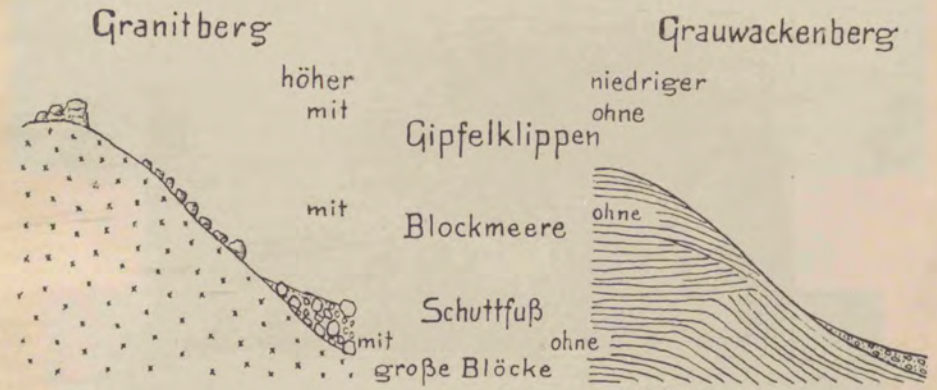 Granitberg Grauwackenberg
höher niedriger
mit ohne
Gipfelklippen
mit Blockmeere ohne
Schuttfuß
mit ohne
große Blöcke